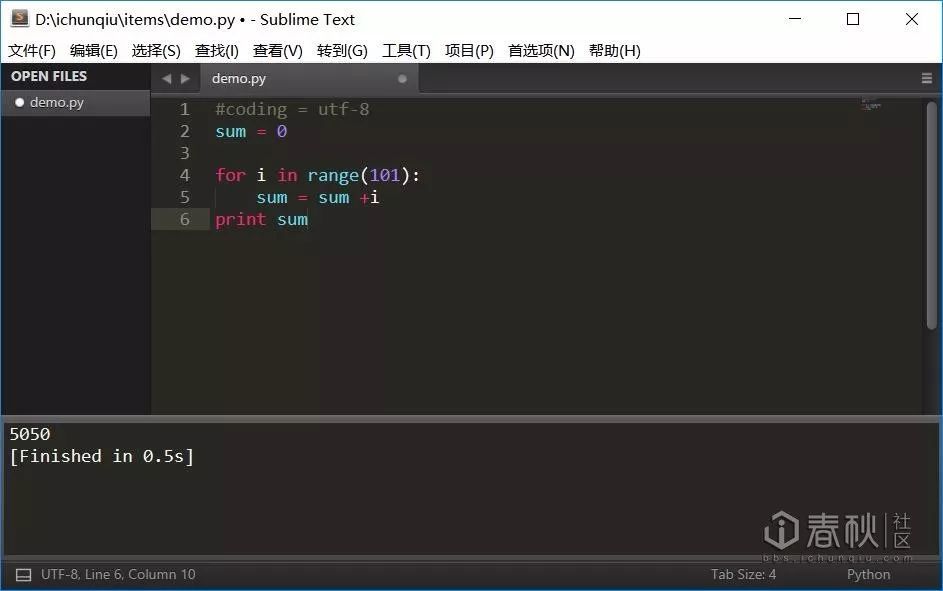 D:\ichunqiu\items\demo.py • - Sublime Text
文件(F) 编辑(E) 选择(S) 查找(I) 查看(V) 转到(G) 工具(T) 项目(P) 首选项(N) 帮助(H)
OPEN FILES
demo.py
demo.py
1 #coding = utf-8
2 sum = 0
3
4 for i in range(101):
5     sum = sum +i
6 print sum
5050
[Finished in 0.5s]
春秋 社区
bbs.ichunqiu.com
UTF-8, Line 6, Column 10 Tab Size: 4 Python